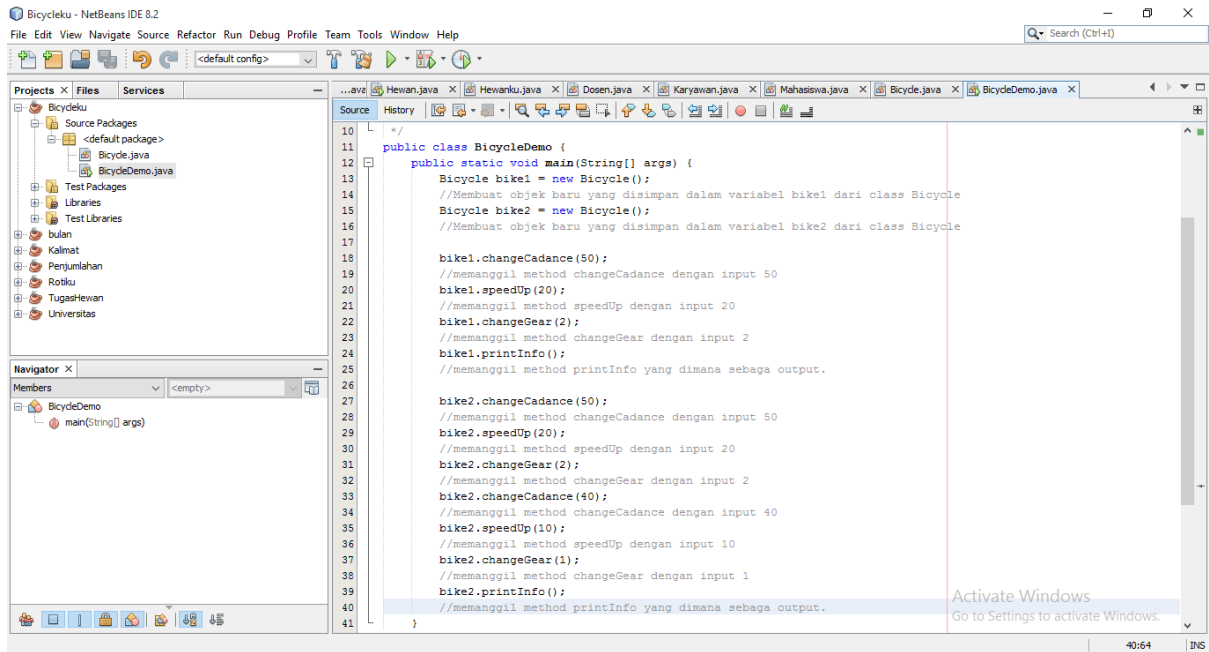 Bicycleku - NetBeans IDE 8.2
File Edit View Navigate Source Refactor Run Debug Profile Team Tools Window Help
Search (Ctrl+I)
<default config>
Projects Files Services
...ava Hewan.java Hewanku.java Dosen.java Karyawan.java Mahasiswa.java Bicycle.java BicycleDemo.java
Source History
Bicycleku
Source Packages
<default package>
Bicycle.java
BicycleDemo.java
Test Packages
Libraries
Test Libraries
bulan
Kalimat
Penjumlahan
Rotiku
TugasHewan
Universitas
Navigator
Members
<empty>
BicycleDemo
main(String[] args)
10 */
11 public class BicycleDemo {
12 public static void main(String[] args) {
13 Bicycle bike1 = new Bicycle();
14 //Membuat objek baru yang disimpan dalam variabel bike1 dari class Bicycle
15 Bicycle bike2 = new Bicycle();
16 //Membuat objek baru yang disimpan dalam variabel bike2 dari class Bicycle
17
18 bike1.changeCadance(50);
19 //memanggil method changeCadance dengan input 50
20 bike1.speedUp(20);
21 //memanggil method speedUp dengan input 20
22 bike1.changeGear(2);
23 //memanggil method changeGear dengan input 2
24 bike1.printInfo();
25 //memanggil method printInfo yang dimana sebaga output.
26
27 bike2.changeCadance(50);
28 //memanggil method changeCadance dengan input 50
29 bike2.speedUp(20);
30 //memanggil method speedUp dengan input 20
31 bike2.changeGear(2);
32 //memanggil method changeGear dengan input 2
33 bike2.changeCadance(40);
34 //memanggil method changeCadance dengan input 40
35 bike2.speedUp(10);
36 //memanggil method speedUp dengan input 10
37 bike2.changeGear(1);
38 //memanggil method changeGear dengan input 1
39 bike2.printInfo();
40 //memanggil method printInfo yang dimana sebaga output.
41 }
Activate Windows
Go to Settings to activate Windows.
40:64 INS